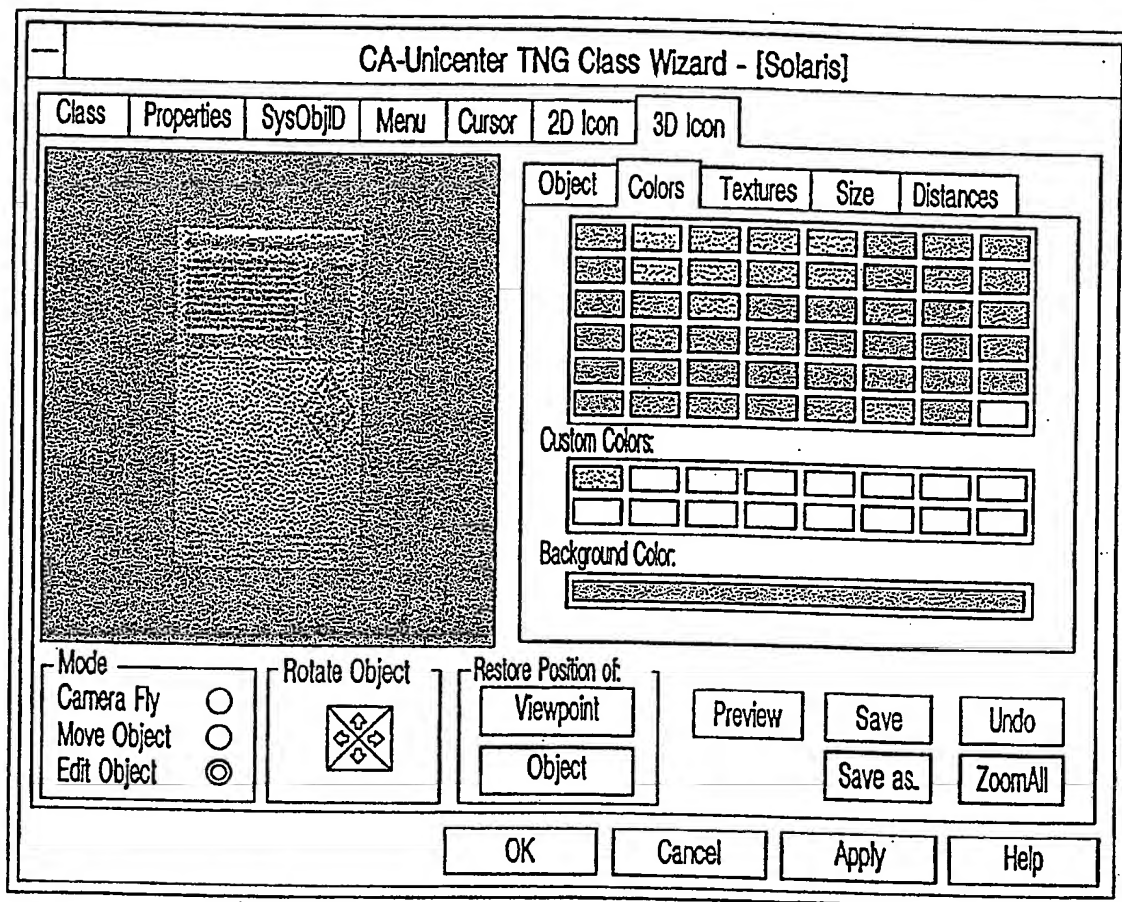 CA-Unicenter TNG Class Wizard - [Solaris]
Class Properties SysObjID Menu Cursor 2D Icon 3D Icon
Object Colors Textures Size Distances
Custom Colors:
Background Color:
Mode
Camera Fly
Move Object
Edit Object
Rotate Object
Restore Position of:
Viewpoint
Object
Preview Save Undo
Save as.. ZoomAll
OK Cancel Apply Help